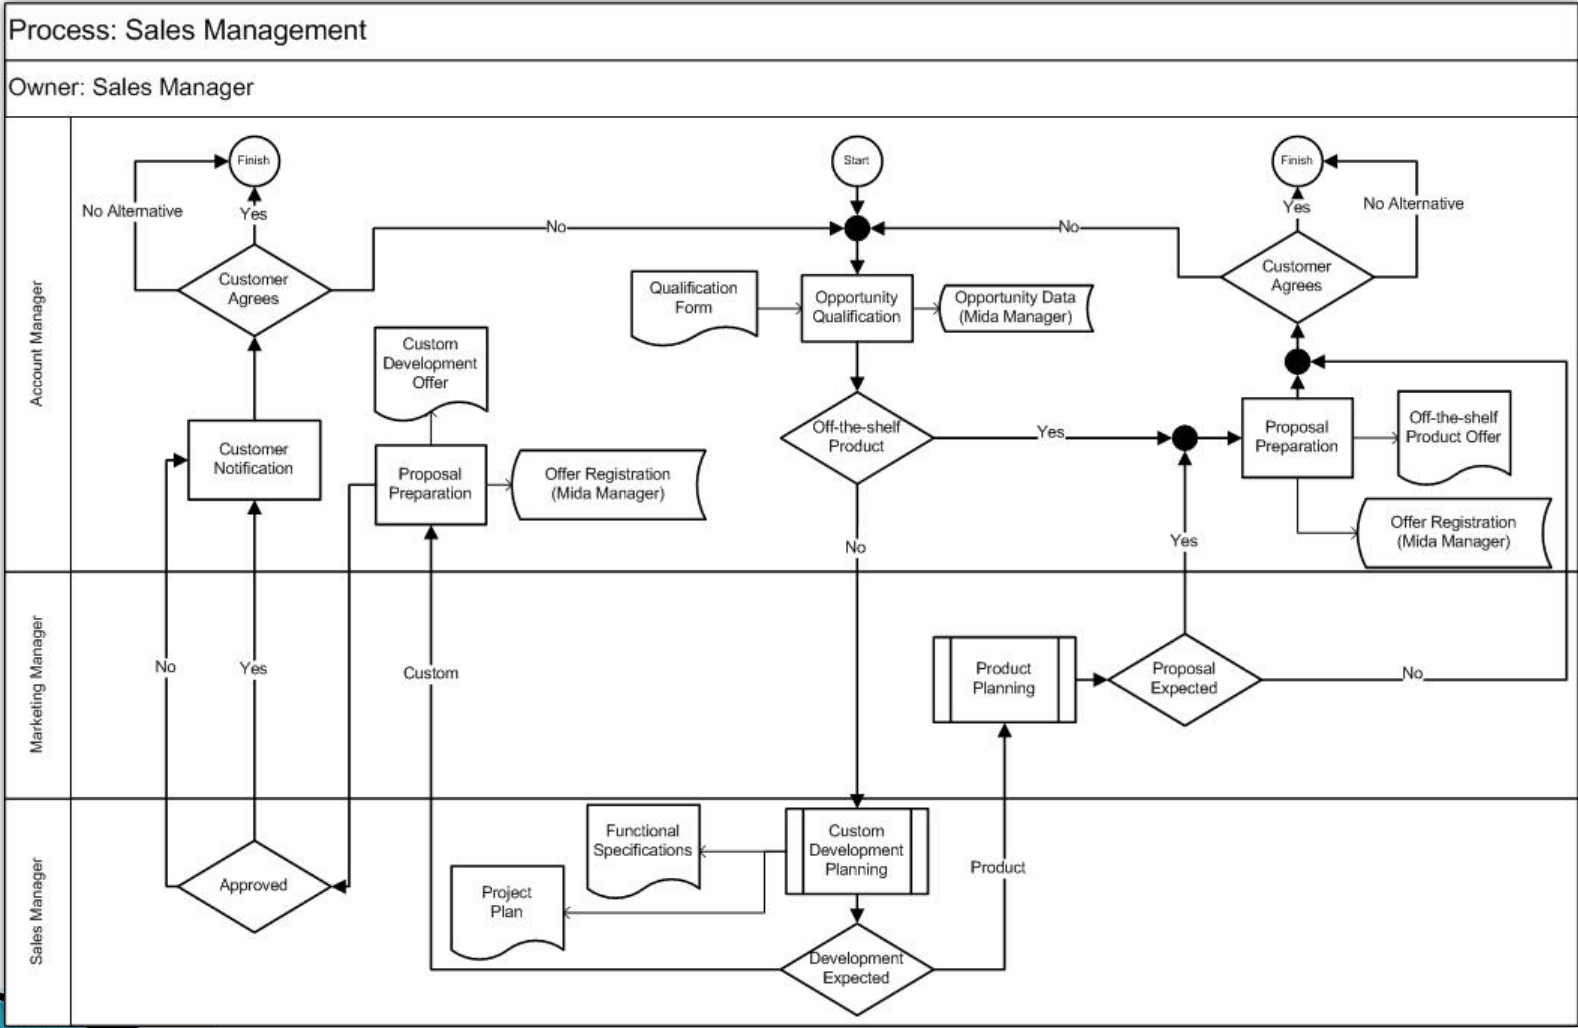 Process: Sales Management
Owner: Sales Manager
Account Manager
Finish
Start
Finish
No Alternative
Yes
No
No
Yes
No Alternative
Customer
Agrees
Qualification
Form
Opportunity
Qualification
Opportunity Data
(Mida Manager)
Customer
Agrees
Custom
Development
Offer
Customer
Notification
Proposal
Preparation
Offer Registration
(Mida Manager)
Off-the-shelf
Product
Yes
Proposal
Preparation
Off-the-shelf
Product Offer
Offer Registration
(Mida Manager)
No
Yes
Marketing Manager
No
Yes
Custom
Product
Planning
Proposal
Expected
No
Sales Manager
Approved
Functional
Specifications
Project
Plan
Custom
Development
Planning
Product
Development
Expected